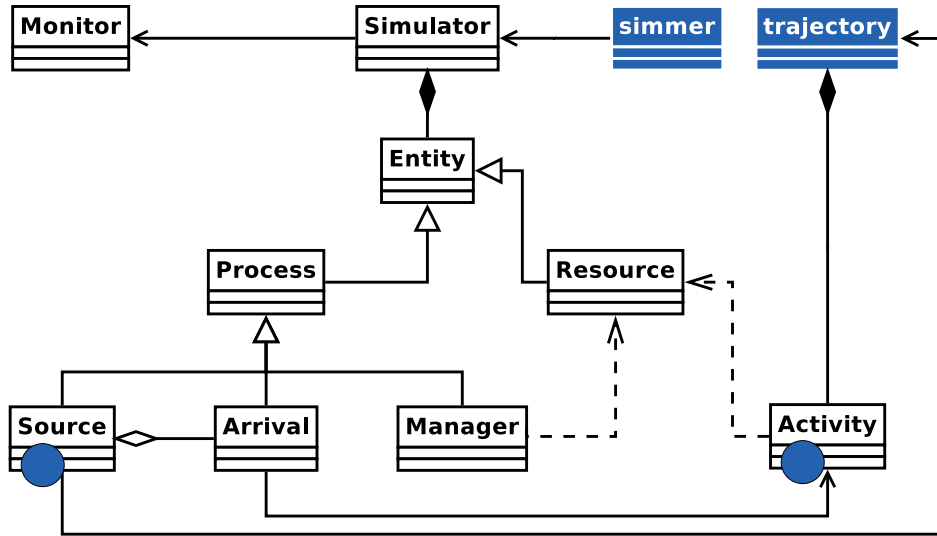 Monitor
Simulator
simmer
trajectory
Entity
Process
Resource
Source
Arrival
Manager
Activity